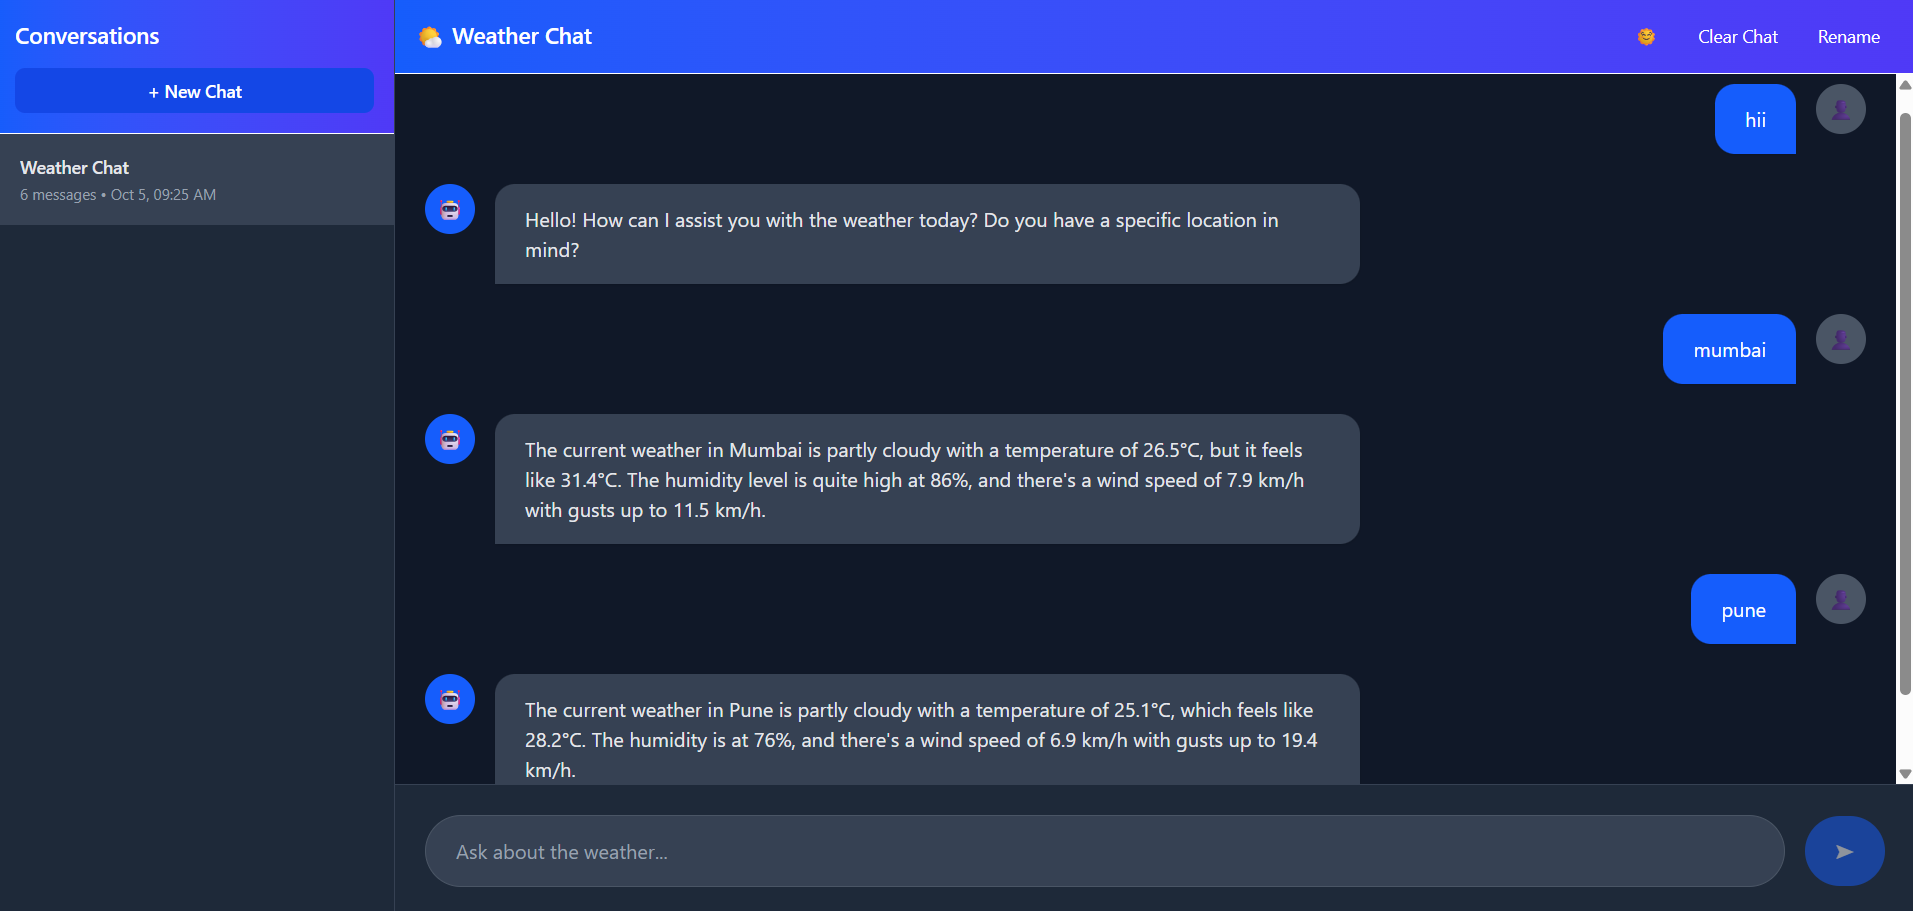 Conversations
+ New Chat
Weather Chat
6 messages • Oct 5, 09:25 AM
Weather Chat
Clear Chat
Rename
hii
Hello! How can I assist you with the weather today? Do you have a specific location in
mind?
mumbai
The current weather in Mumbai is partly cloudy with a temperature of 26.5°C, but it feels
like 31.4°C. The humidity level is quite high at 86%, and there's a wind speed of 7.9 km/h
with gusts up to 11.5 km/h.
pune
The current weather in Pune is partly cloudy with a temperature of 25.1°C, which feels like
28.2°C. The humidity is at 76%, and there's a wind speed of 6.9 km/h with gusts up to 19.4
km/h.
Ask about the weather...